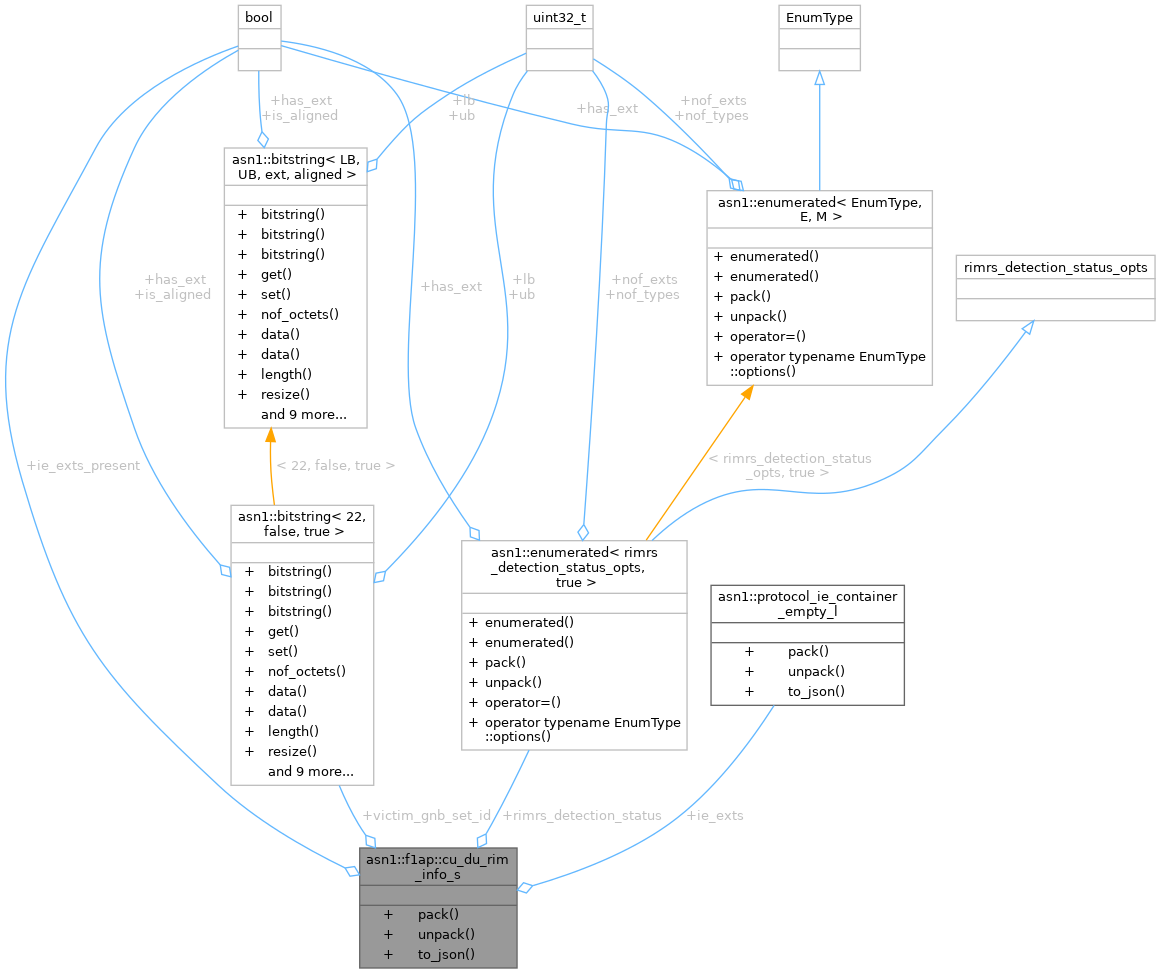 bool
uint32_t
EnumType
+has_ext
+is_aligned
+lb
+ub
+has_ext
+nof_exts
+nof_types
asn1::bitstring< LB,
UB, ext, aligned >
+ bitstring()
+ bitstring()
+ bitstring()
+ get()
+ set()
+ nof_octets()
+ data()
+ data()
+ length()
+ resize()
and 9 more...
asn1::enumerated< EnumType,
E, M >
+ enumerated()
+ enumerated()
+ pack()
+ unpack()
+ operator=()
+ operator typename EnumType
::options()
rimrs_detection_status_opts
+has_ext
+is_aligned
+has_ext
+lb
+ub
+nof_exts
+nof_types
+ie_exts_present
< 22, false, true >
< rimrs_detection_status
_opts, true >
asn1::bitstring< 22,
false, true >
+ bitstring()
+ bitstring()
+ bitstring()
+ get()
+ set()
+ nof_octets()
+ data()
+ data()
+ length()
+ resize()
and 9 more...
asn1::enumerated< rimrs
_detection_status_opts,
true >
+ enumerated()
+ enumerated()
+ pack()
+ unpack()
+ operator=()
+ operator typename EnumType
::options()
asn1::protocol_ie_container
_empty_l
+ pack()
+ unpack()
+ to_json()
+victim_gnb_set_id
+rimrs_detection_status
+ie_exts
asn1::f1ap::cu_du_rim
_info_s
+ pack()
+ unpack()
+ to_json()